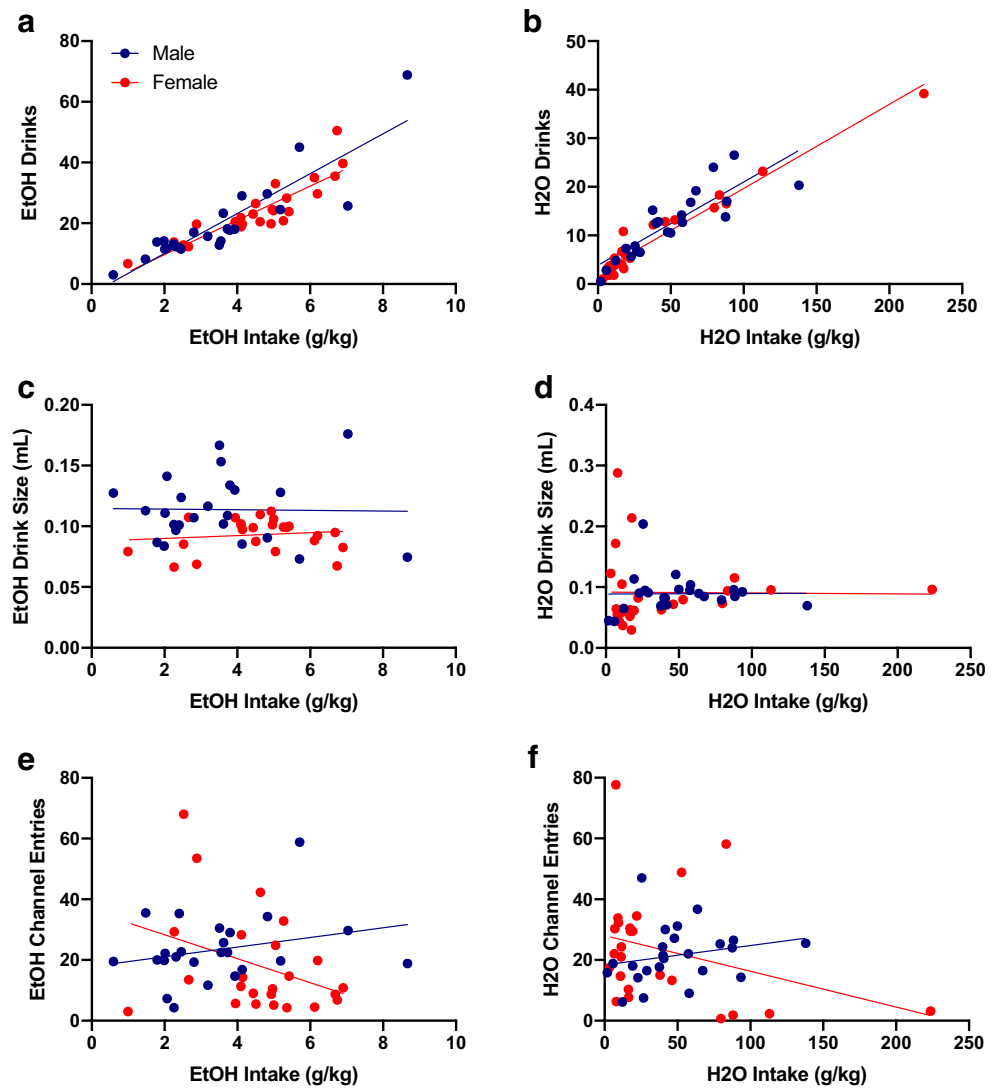 a
b
80
60
40
20
0
EtOH Drinks
Male
Female
0 2 4 6 8 10
EtOH Intake (g/kg)
50
40
30
20
10
0
H2O Drinks
0 50 100 150 200 250
H2O Intake (g/kg)
c
d
0.20
0.15
0.10
0.05
0.00
EtOH Drink Size (mL)
0 2 4 6 8 10
EtOH Intake (g/kg)
0.4
0.3
0.2
0.1
0.0
H2O Drink Size (mL)
0 50 100 150 200 250
H2O Intake (g/kg)
e
f
80
60
40
20
0
EtOH Channel Entries
0 2 4 6 8 10
EtOH Intake (g/kg)
80
60
40
20
0
H2O Channel Entries
0 50 100 150 200 250
H2O Intake (g/kg)